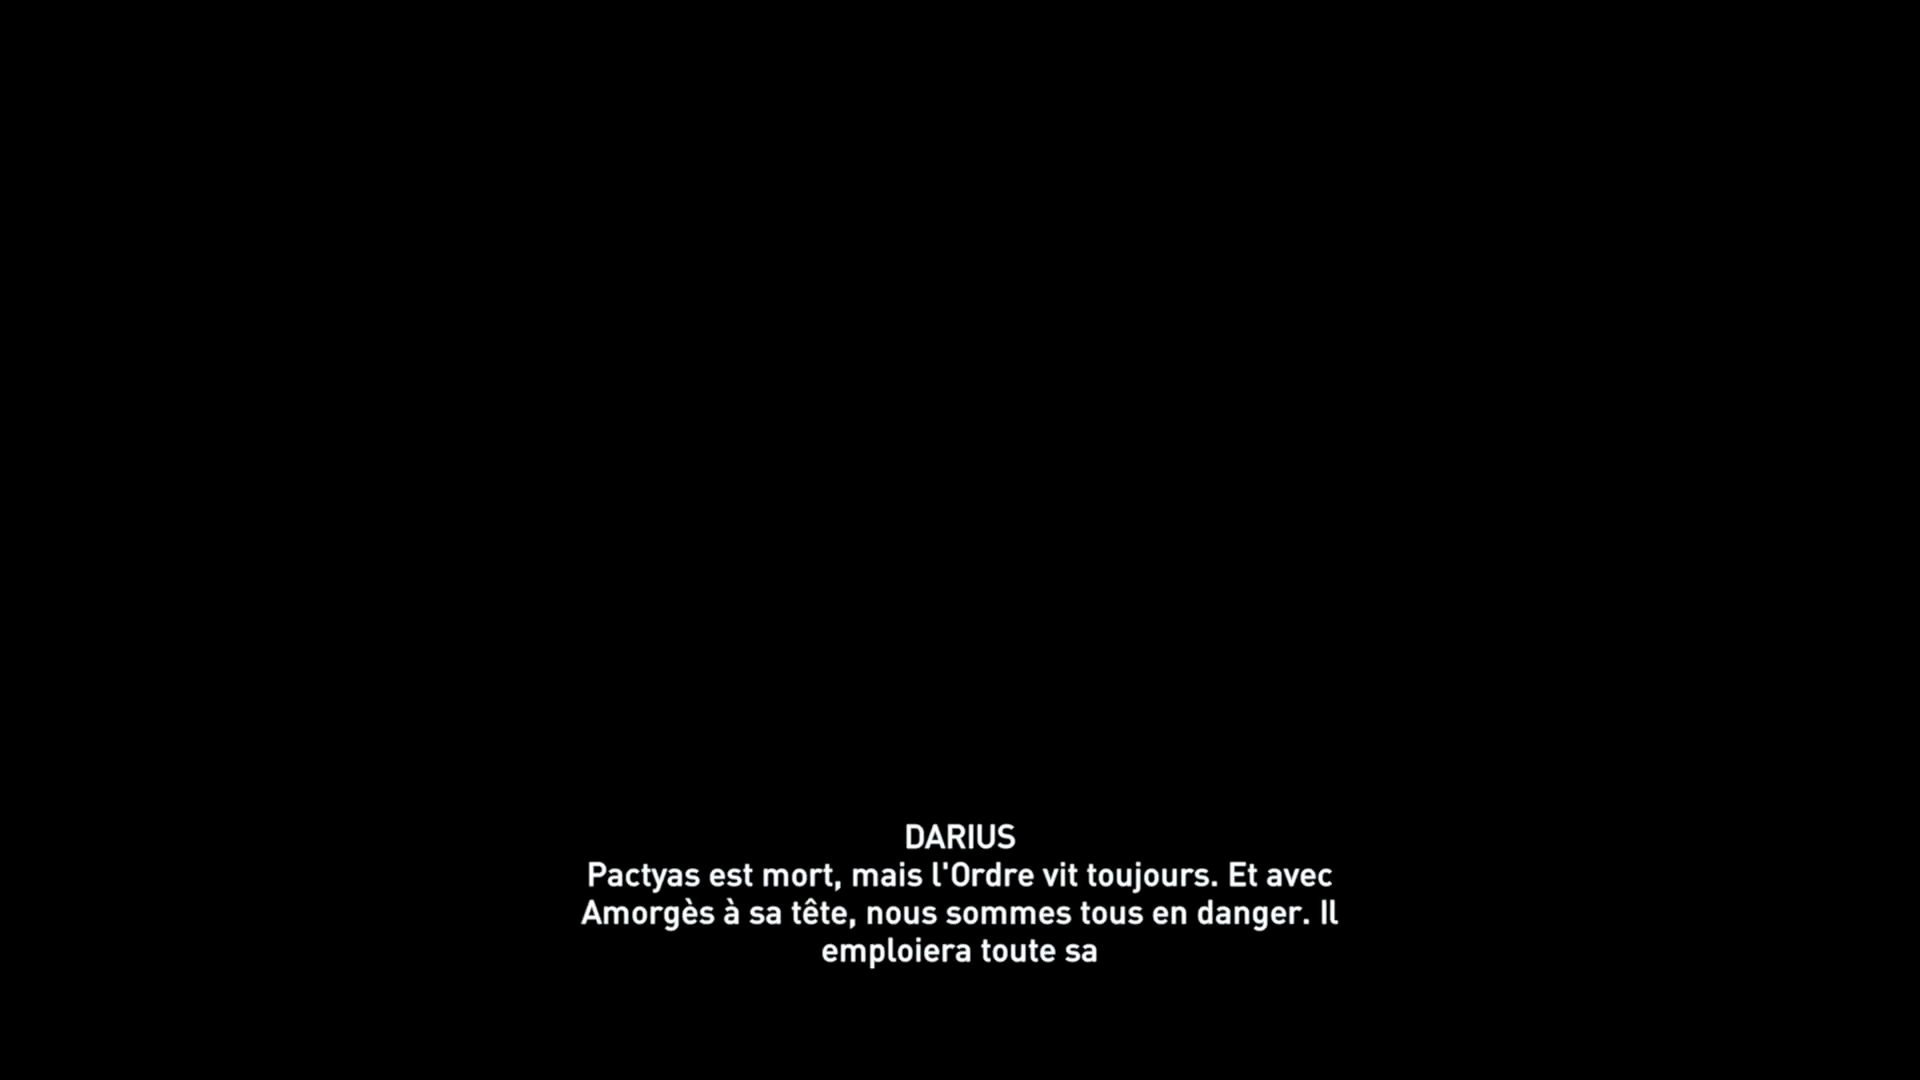 DARIUS
Pactyas est mort, mais l'Ordre vit toujours. Et avec
Amorgès à sa tête, nous sommes tous en danger. Il
emploiera toute sa